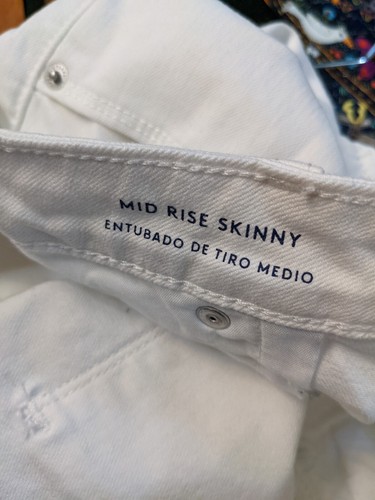 MID RISE SKINNY
ENTUBADO DE TIRO MEDIO